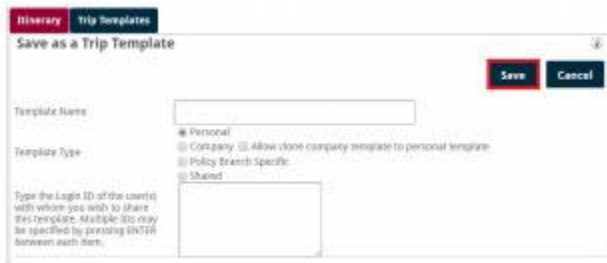 Itinerary Trip Templates
Save as a Trip Template
Save Cancel
Template Name
Personal
Template Type
Company Allow clone company template to personal template
Policy Branch Specific
Shared
Type the Login ID of the user(s)
with whom you wish to share
this template. Multiple IDs may
be specified by pressing ENTER
between each item.